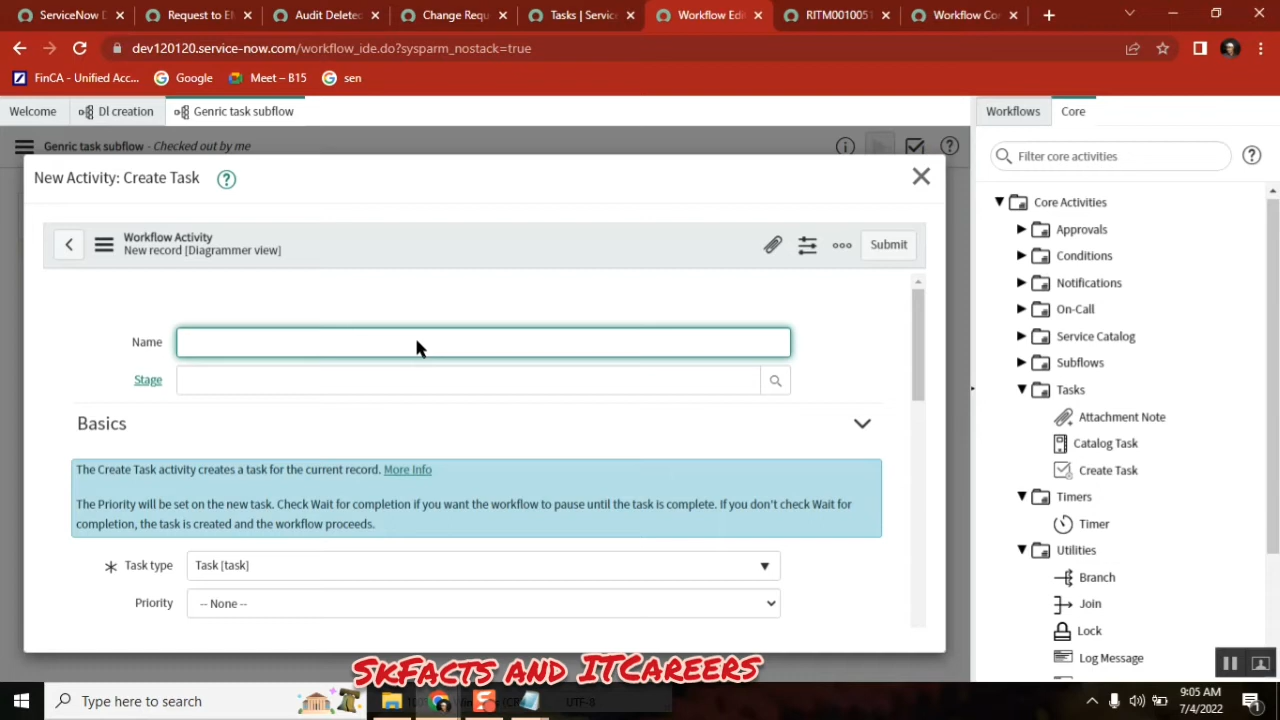 ServiceNow D
Request to El
Audit Deleted
Change Requ
Tasks | Service
Workflow Edi
RITM0010051
Workflow Co
dev120120.service-now.com/workflow_ide.do?sysparm_nostack=true
FinCA - Unified Acc...
Google
Meet – B15
sen
Welcome
DI creation
Genric task subflow
Workflows
Core
Genric task subflow - Checked out by me
Filter core activities
New Activity: Create Task
Workflow Activity
New record [Diagrammer view]
Submit
Name
Stage
Basics
The Create Task activity creates a task for the current record. More Info
The Priority will be set on the new task. Check Wait for completion if you want the workflow to pause until the task is complete. If you don't check Wait for
completion, the task is created and the workflow proceeds.
Task type
Task [task]
Priority
-- None --
Core Activities
Approvals
Conditions
Notifications
On-Call
Service Catalog
Subflows
Tasks
Attachment Note
Catalog Task
Create Task
Timers
Timer
Utilities
Branch
Join
Lock
Log Message
SkFacts and ITCareers
Type here to search
UTF-8
9:05 AM
7/4/2022